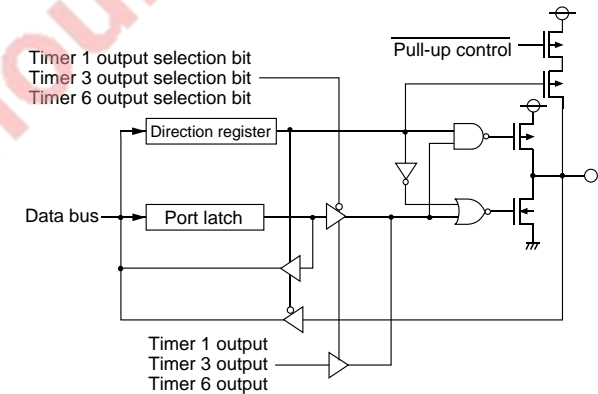 Timer 1 output selection bit
Timer 3 output selection bit
Timer 6 output selection bit
Pull-up control
Direction register
Data bus
Port latch
Timer 1 output
Timer 3 output
Timer 6 output